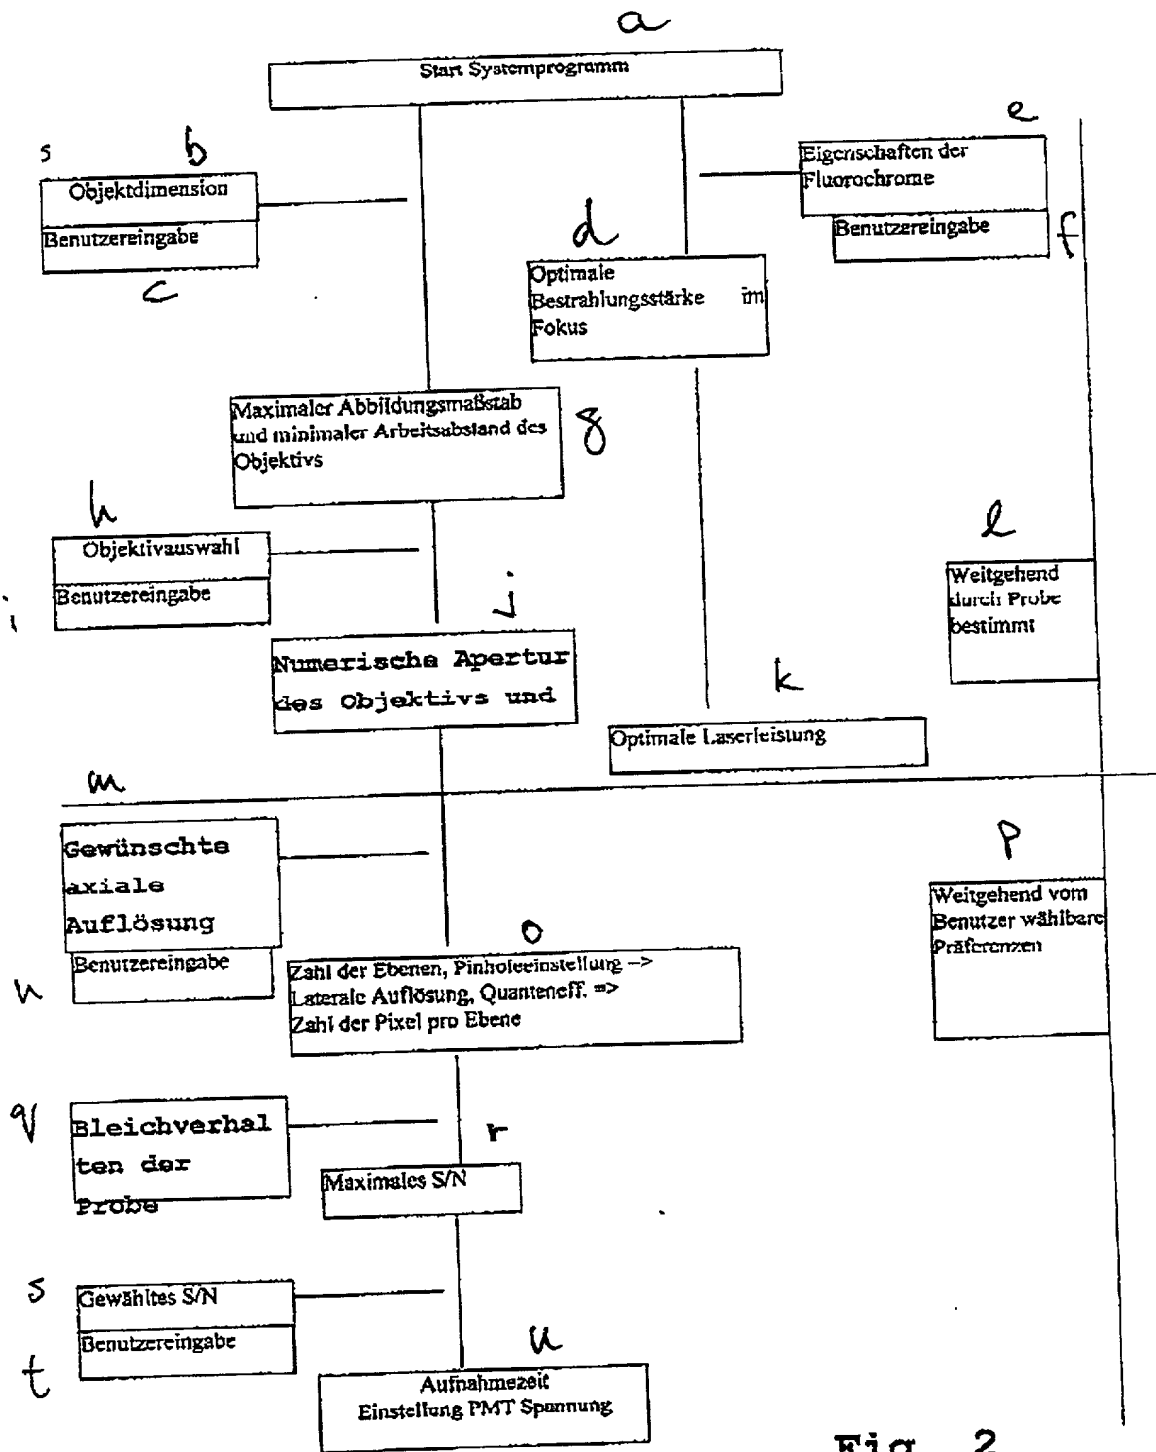 a
Start Systemprogramm
e
s
b
Objektdimension
Benutzereingabe
c
Eigenschaften der
Fluorochrome
Benutzereingabe
f
d
Optimale
Bestrahlungsstärke im
Fokus
Maximaler Abbildungsmaßstab
und minimaler Arbeitsabstand des
Objektivs
g
h
Objektivauswahl
Benutzereingabe
i
j
Numerische Apertur
des Objektivs und
l
Weitgehend
durch Probe
bestimmt
k
Optimale Laserleistung
m
Gewünschte
axiale
Auflösung
Benutzereingabe
n
o
Zahl der Ebenen, Pinholeeinstellung -->
Laterale Auflösung, Quanteneff. =>
Zahl der Pixel pro Ebene
p
Weitgehend vom
Benutzer wählbare
Präferenzen
q
Bleichverhal
ten der
Probe
r
Maximales S/N
s
Gewähltes S/N
Benutzereingabe
t
u
Aufnahmezeit
Einstellung PMT Spannung
Fig. 2